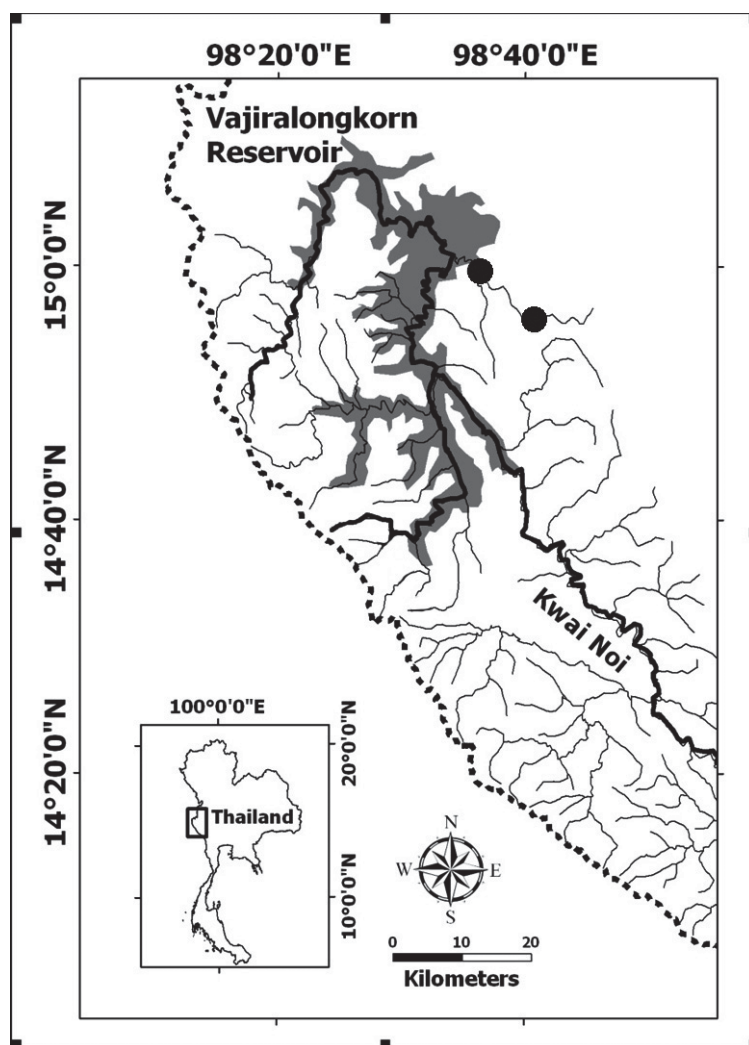 98°20'0"E 98°40'0"E
Vajiralongkorn
Reservoir
15°0'0"N
14°40'0"N
Kwai Noi
14°20'0"N
100°0'0"E
20°0'0"N
Thailand
10°0'0"N
N
W E
S
0 10 20
Kilometers